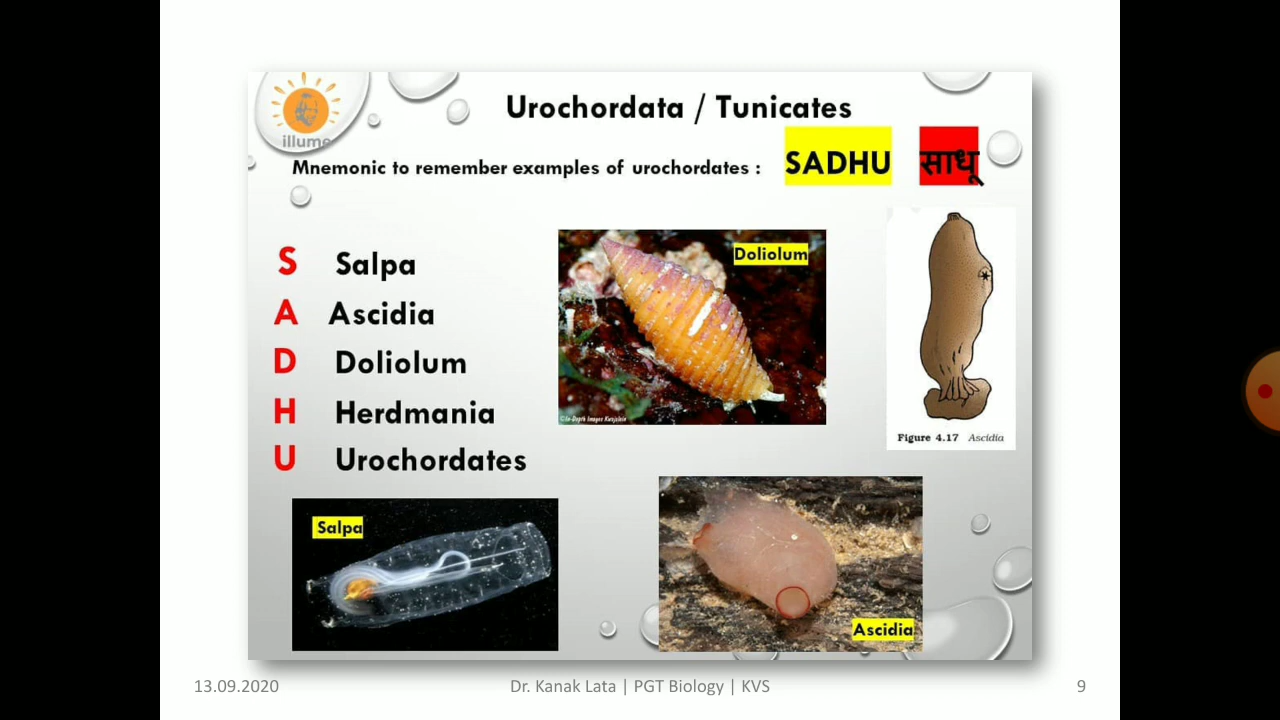 illume
Urochordata / Tunicates
Mnemonic to remember examples of urochordates : SADHU साधू
S Salpa
A Ascidia
D Doliolum
H Herdmania
U Urochordates
Doliolum
Figure 4.17 Ascidia
Salpa
Ascidia
13.09.2020 Dr. Kanak Lata | PGT Biology | KVS 9